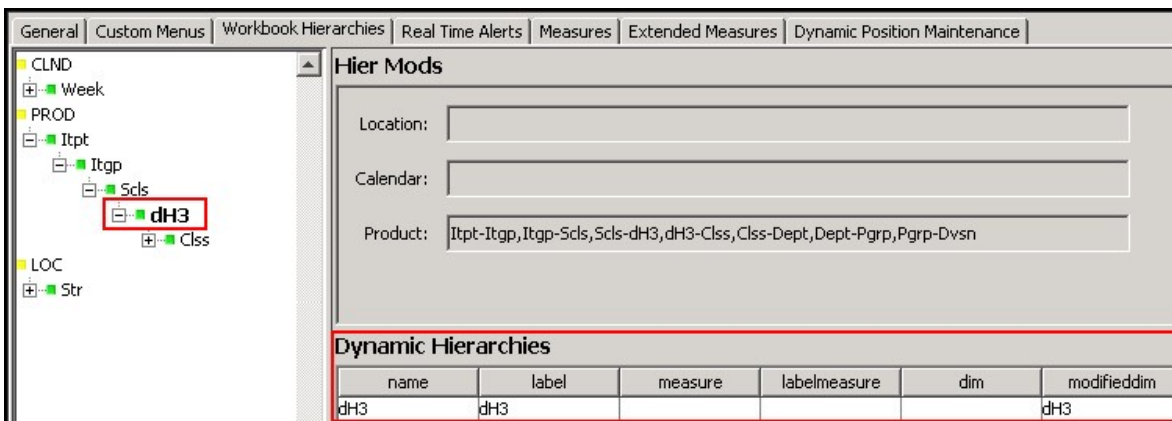 General Custom Menus Workbook Hierarchies Real Time Alerts Measures Extended Measures Dynamic Position Maintenance
CLND
Week
PROD
Itpt
Itgp
Scls
dH3
Clss
LOC
Str
Hier Mods
Location:
Calendar:
Product: Itpt-Itgp,Itgp-Scls,Scls-dH3,dH3-Clss,Clss-Dept,Dept-Pgrp,Pgrp-Dvsn
Dynamic Hierarchies
name label measure labelmeasure dim modifieddim
dH3 dH3 dH3